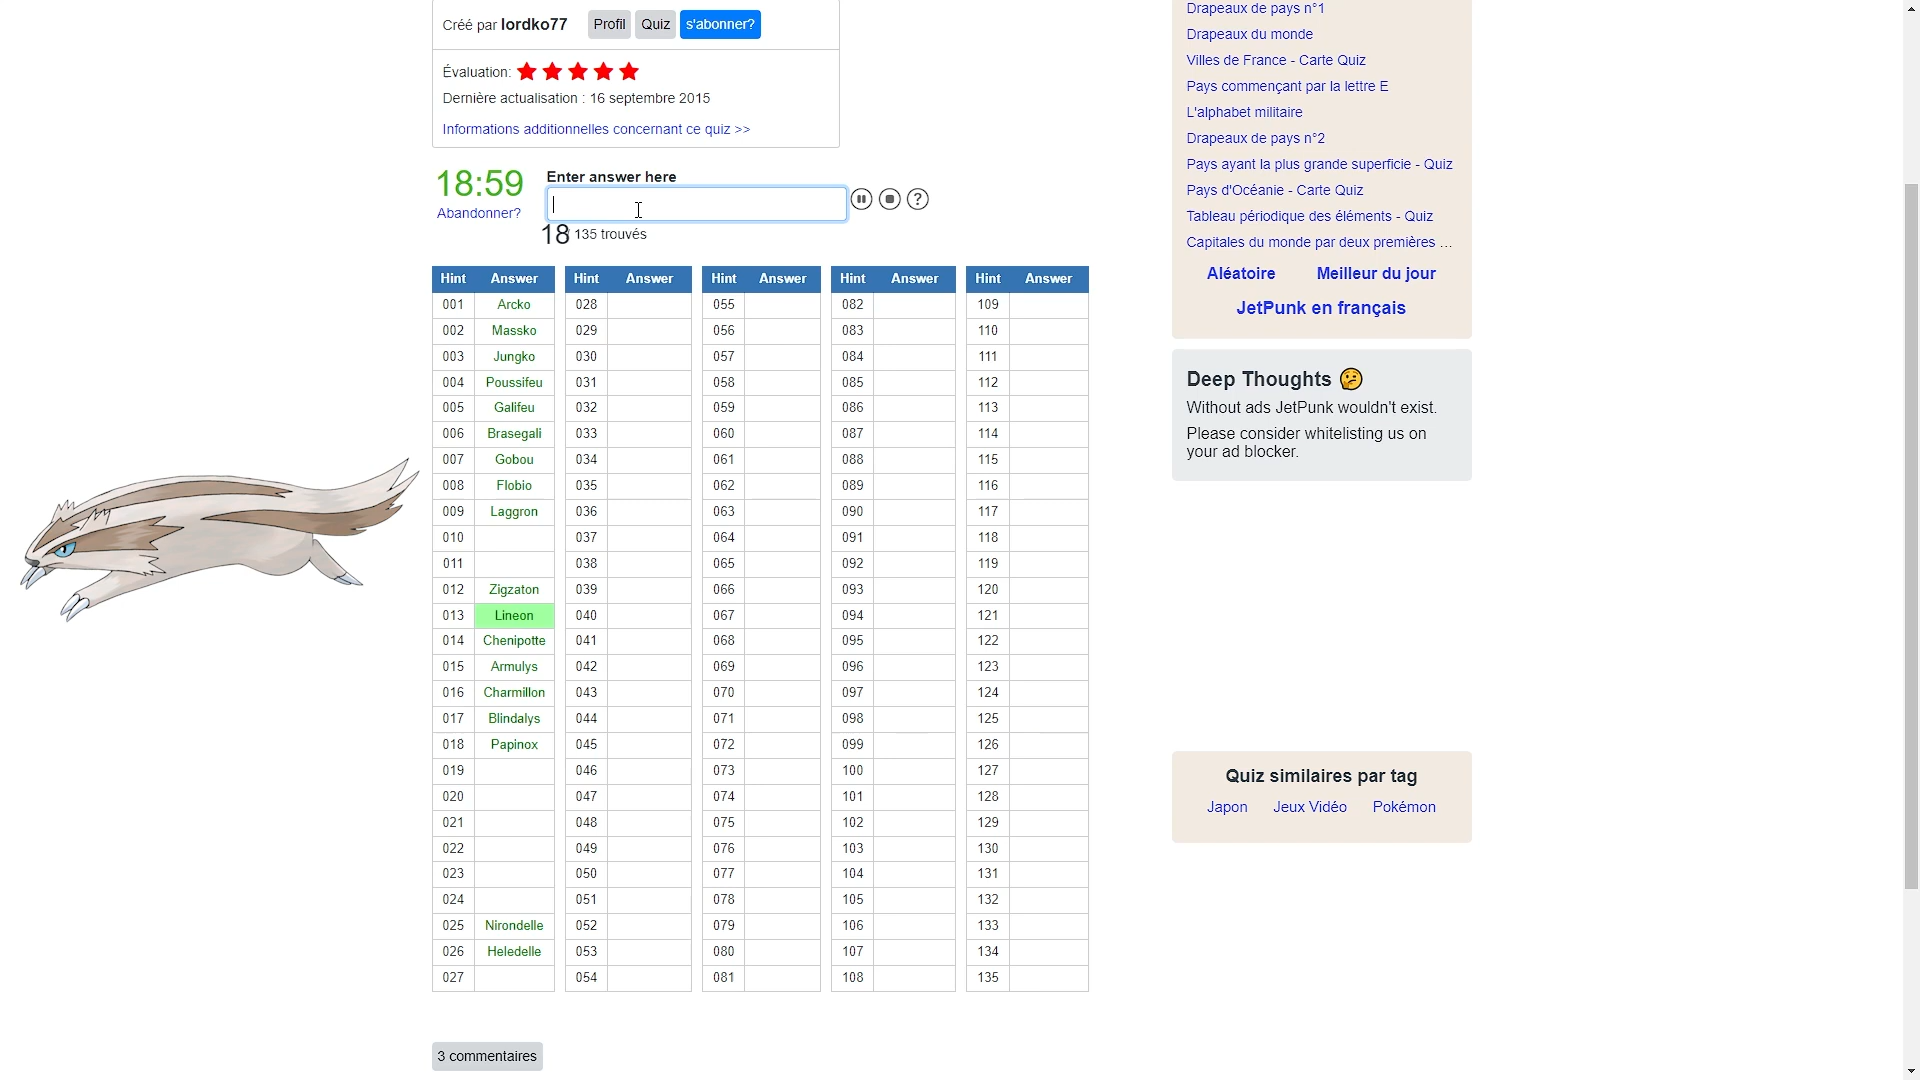 Créé par lordko77 Profil Quiz s'abonner?
Évaluation:
Dernière actualisation : 16 septembre 2015
Informations additionnelles concernant ce quiz >>
18:59
Abandonner?
Enter answer here
?
18 135 trouvés
Hint Answer Hint Answer Hint Answer Hint Answer Hint Answer
001 Arcko 028 055 082 109
002 Massko 029 056 083 110
003 Jungko 030 057 084 111
004 Poussifeu 031 058 085 112
005 Galifeu 032 059 086 113
006 Brasegali 033 060 087 114
007 Gobou 034 061 088 115
008 Flobio 035 062 089 116
009 Laggron 036 063 090 117
010 037 064 091 118
011 038 065 092 119
012 Zigzaton 039 066 093 120
013 Lineon 040 067 094 121
014 Chenipotte 041 068 095 122
015 Armulys 042 069 096 123
016 Charmillon 043 070 097 124
017 Blindalys 044 071 098 125
018 Papinox 045 072 099 126
019 046 073 100 127
020 047 074 101 128
021 048 075 102 129
022 049 076 103 130
023 050 077 104 131
024 051 078 105 132
025 Nirondelle 052 079 106 133
026 Heledelle 053 080 107 134
027 054 081 108 135
3 commentaires
Drapeaux de pays n°1
Drapeaux du monde
Villes de France - Carte Quiz
Pays commençant par la lettre E
L'alphabet militaire
Drapeaux de pays n°2
Pays ayant la plus grande superficie - Quiz
Pays d'Océanie - Carte Quiz
Tableau périodique des éléments - Quiz
Capitales du monde par deux premières ...
Aléatoire Meilleur du jour
JetPunk en français
Deep Thoughts
Without ads JetPunk wouldn't exist.
Please consider whitelisting us on
your ad blocker.
Quiz similaires par tag
Japon Jeux Vidéo Pokémon